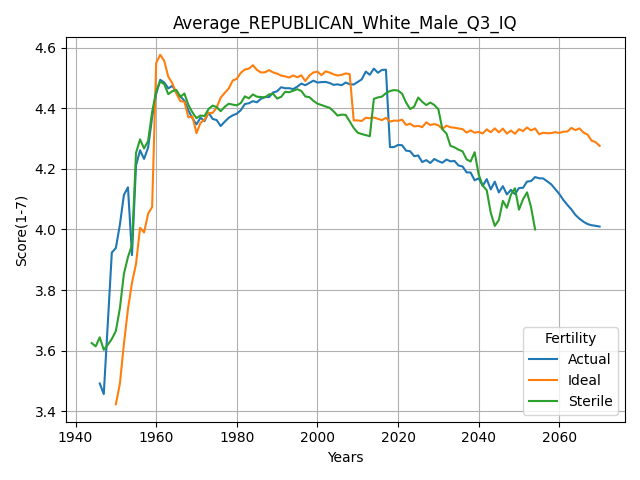 Average_REPUBLICAN_White_Male_Q3_IQ
4.6
4.4
4.2
4.0
3.8
3.6
3.4
Score(1-7)
1940 1960 1980 2000 2020 2040 2060
Years
Fertility
Actual
Ideal
Sterile